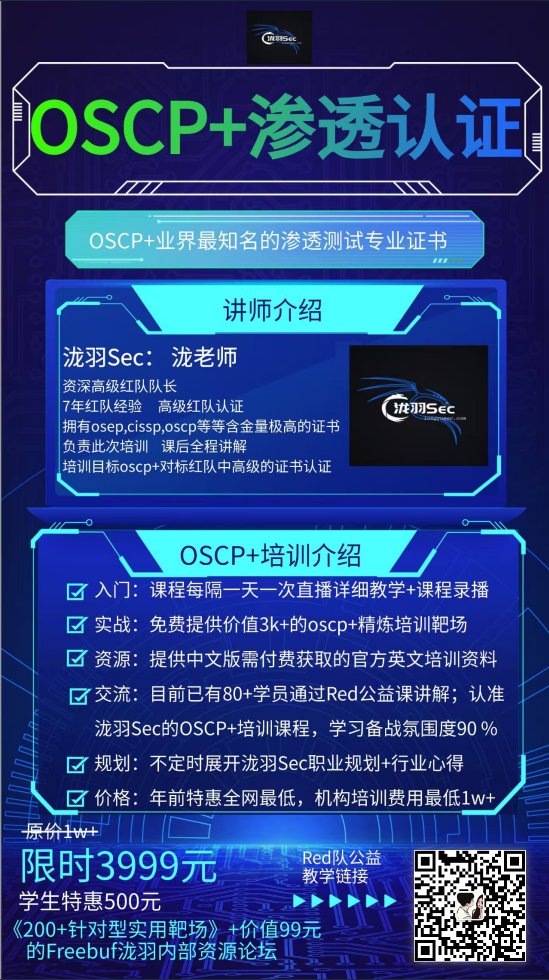 泷羽Sec
OSCP+渗透认证
OSCP+业界最知名的渗透测试专业证书
讲师介绍
泷羽Sec： 泷老师
资深高级红队队长
7年红队经验 高级红队认证
拥有osep,cissp,oscp等等含金量极高的证书
负责此次培训 课后全程讲解
培训目标oscp+对标红队中高级的证书认证
泷羽Sec
longyusec.com
OSCP+培训介绍
入门：课程每隔一天一次直播详细教学+课程录播
实战：免费提供价值3k+的oscp+精炼培训靶场
资源：提供中文版需付费获取的官方英文培训资料
交流：目前已有80+学员通过Red公益课讲解；认准
泷羽Sec的OSCP+培训课程，学习备战氛围度90 %
规划：不定时展开泷羽Sec职业规划+行业心得
价格：年前特惠全网最低，机构培训费用最低1w+
原价1w+
限时3999元
学生特惠500元
《200+针对型实用靶场》+价值99元
的Freebuf泷羽内部资源论坛
Red队公益
教学链接